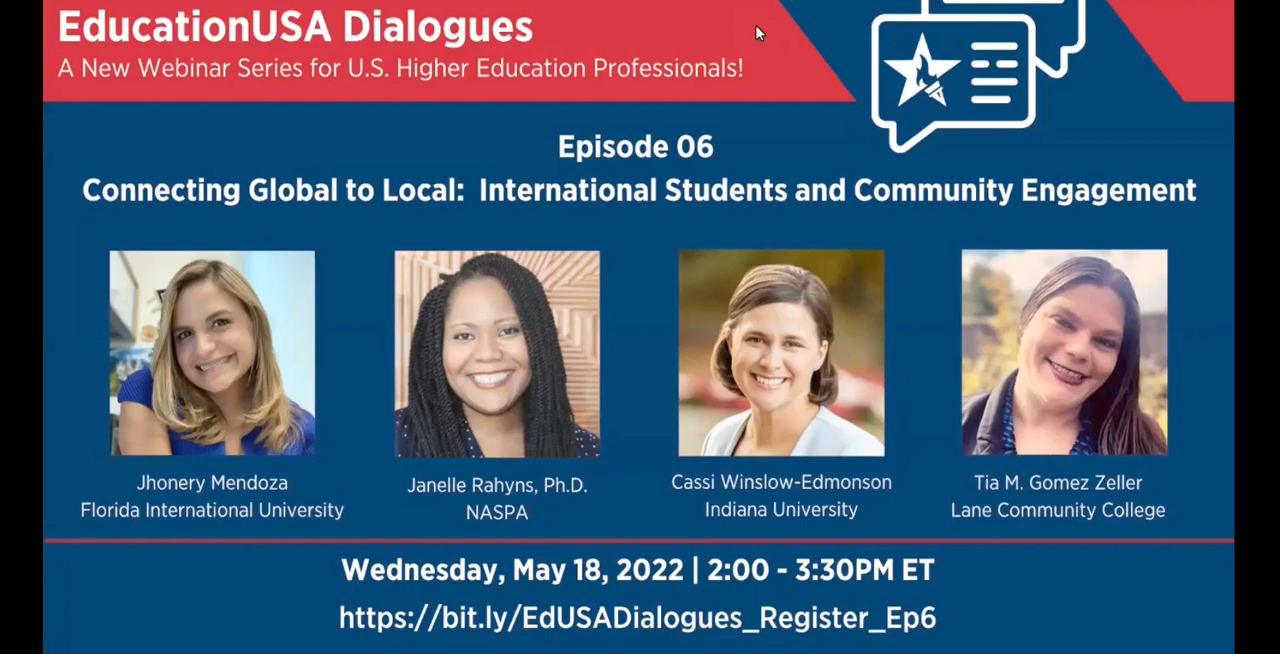 EducationUSA Dialogues
A New Webinar Series for U.S. Higher Education Professionals!
Episode 06
Connecting Global to Local: International Students and Community Engagement
Jhonery Mendoza
Florida International University
Janelle Rahyns, Ph.D.
NASPA
Cassi Winslow-Edmonson
Indiana University
Tia M. Gomez Zeller
Lane Community College
Wednesday, May 18, 2022 | 2:00 - 3:30PM ET
https://bit.ly/EdUSADialogues_Register_Ep6